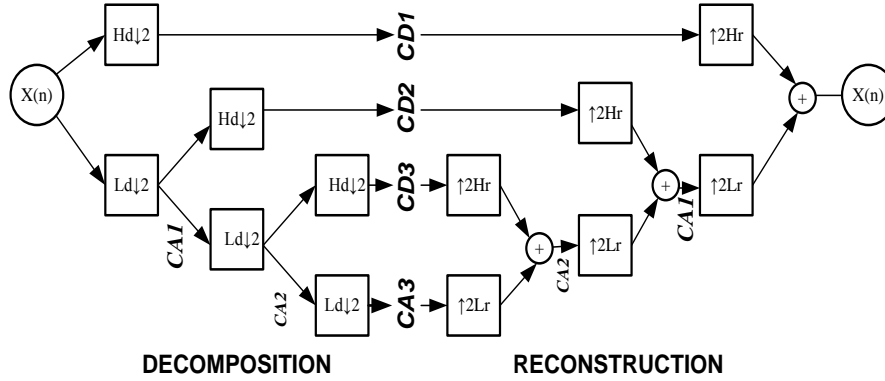 Hd↓2
CD1
↑2Hr
X(n)
Hd↓2
CD2
↑2Hr
+
X(n)
Ld↓2
Hd↓2
CD3
↑2Hr
+
↑2Lr
CA1
Ld↓2
+
↑2Lr
CA1
CA2
CA2
Ld↓2
CA3
↑2Lr
DECOMPOSITION
RECONSTRUCTION